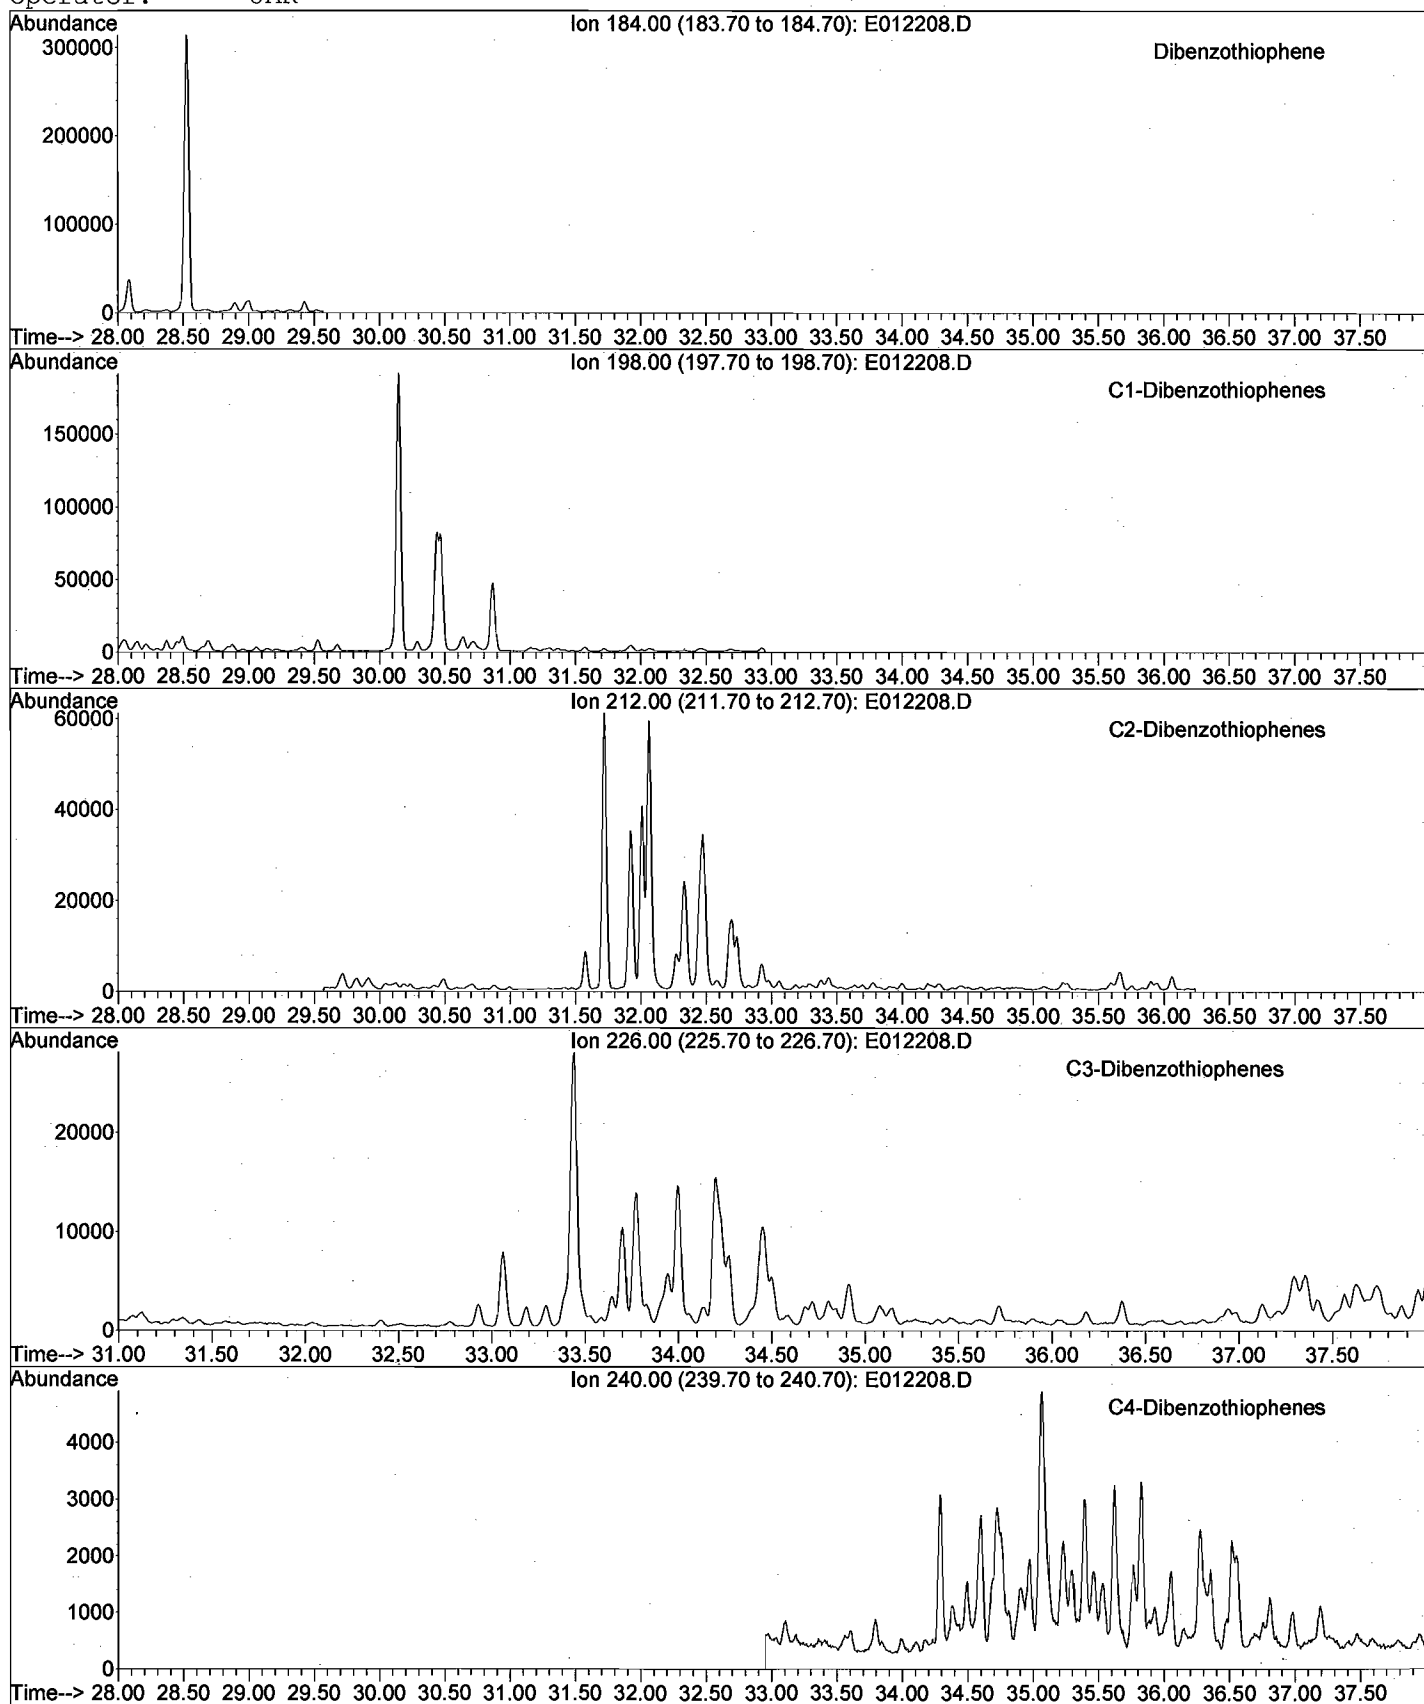 Operator:
Abundance Ion 184.00 (183.70 to 184.70): E012208.D
Dibenzothiophene
300000
200000
100000
0
Time--> 28.00 28.50 29.00 29.50 30.00 30.50 31.00 31.50 32.00 32.50 33.00 33.50 34.00 34.50 35.00 35.50 36.00 36.50 37.00 37.50
Abundance Ion 198.00 (197.70 to 198.70): E012208.D
C1-Dibenzothiophenes
150000
100000
50000
0
Time--> 28.00 28.50 29.00 29.50 30.00 30.50 31.00 31.50 32.00 32.50 33.00 33.50 34.00 34.50 35.00 35.50 36.00 36.50 37.00 37.50
Abundance Ion 212.00 (211.70 to 212.70): E012208.D
60000
C2-Dibenzothiophenes
40000
20000
0
Time--> 28.00 28.50 29.00 29.50 30.00 30.50 31.00 31.50 32.00 32.50 33.00 33.50 34.00 34.50 35.00 35.50 36.00 36.50 37.00 37.50
Abundance Ion 226.00 (225.70 to 226.70): E012208.D
C3-Dibenzothiophenes
20000
10000
0
Time--> 31.00 31.50 32.00 32.50 33.00 33.50 34.00 34.50 35.00 35.50 36.00 36.50 37.00 37.50
Abundance Ion 240.00 (239.70 to 240.70): E012208.D
C4-Dibenzothiophenes
4000
3000
2000
1000
0
Time--> 28.00 28.50 29.00 29.50 30.00 30.50 31.00 31.50 32.00 32.50 33.00 33.50 34.00 34.50 35.00 35.50 36.00 36.50 37.00 37.50